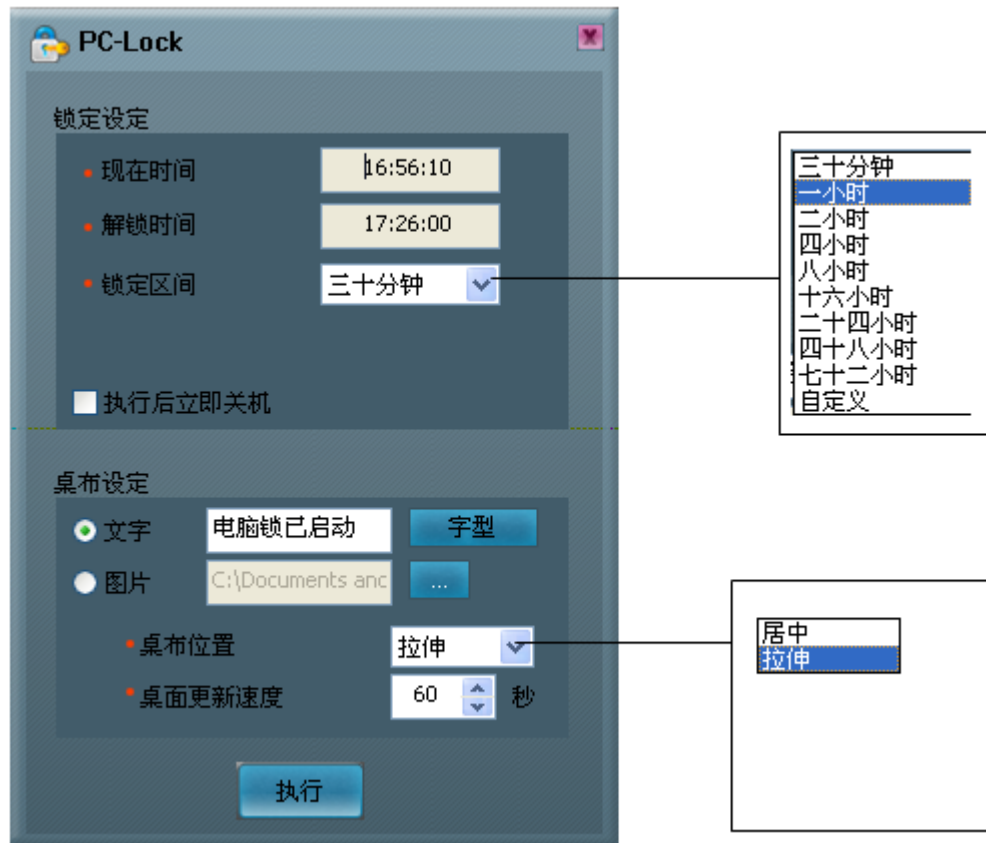 PC-Lock
锁定设定
现在时间 16:56:10
解锁时间 17:26:00
锁定区间 三十分钟
执行后立即关机
桌布设定
文字 电脑锁已启动 字型
图片 C:\Documents anc ...
桌布位置 拉伸
桌面更新速度 60 秒
执行
三十分钟
一小时
二小时
四小时
八小时
十六小时
二十四小时
四十八小时
七十二小时
自定义
居中
拉伸